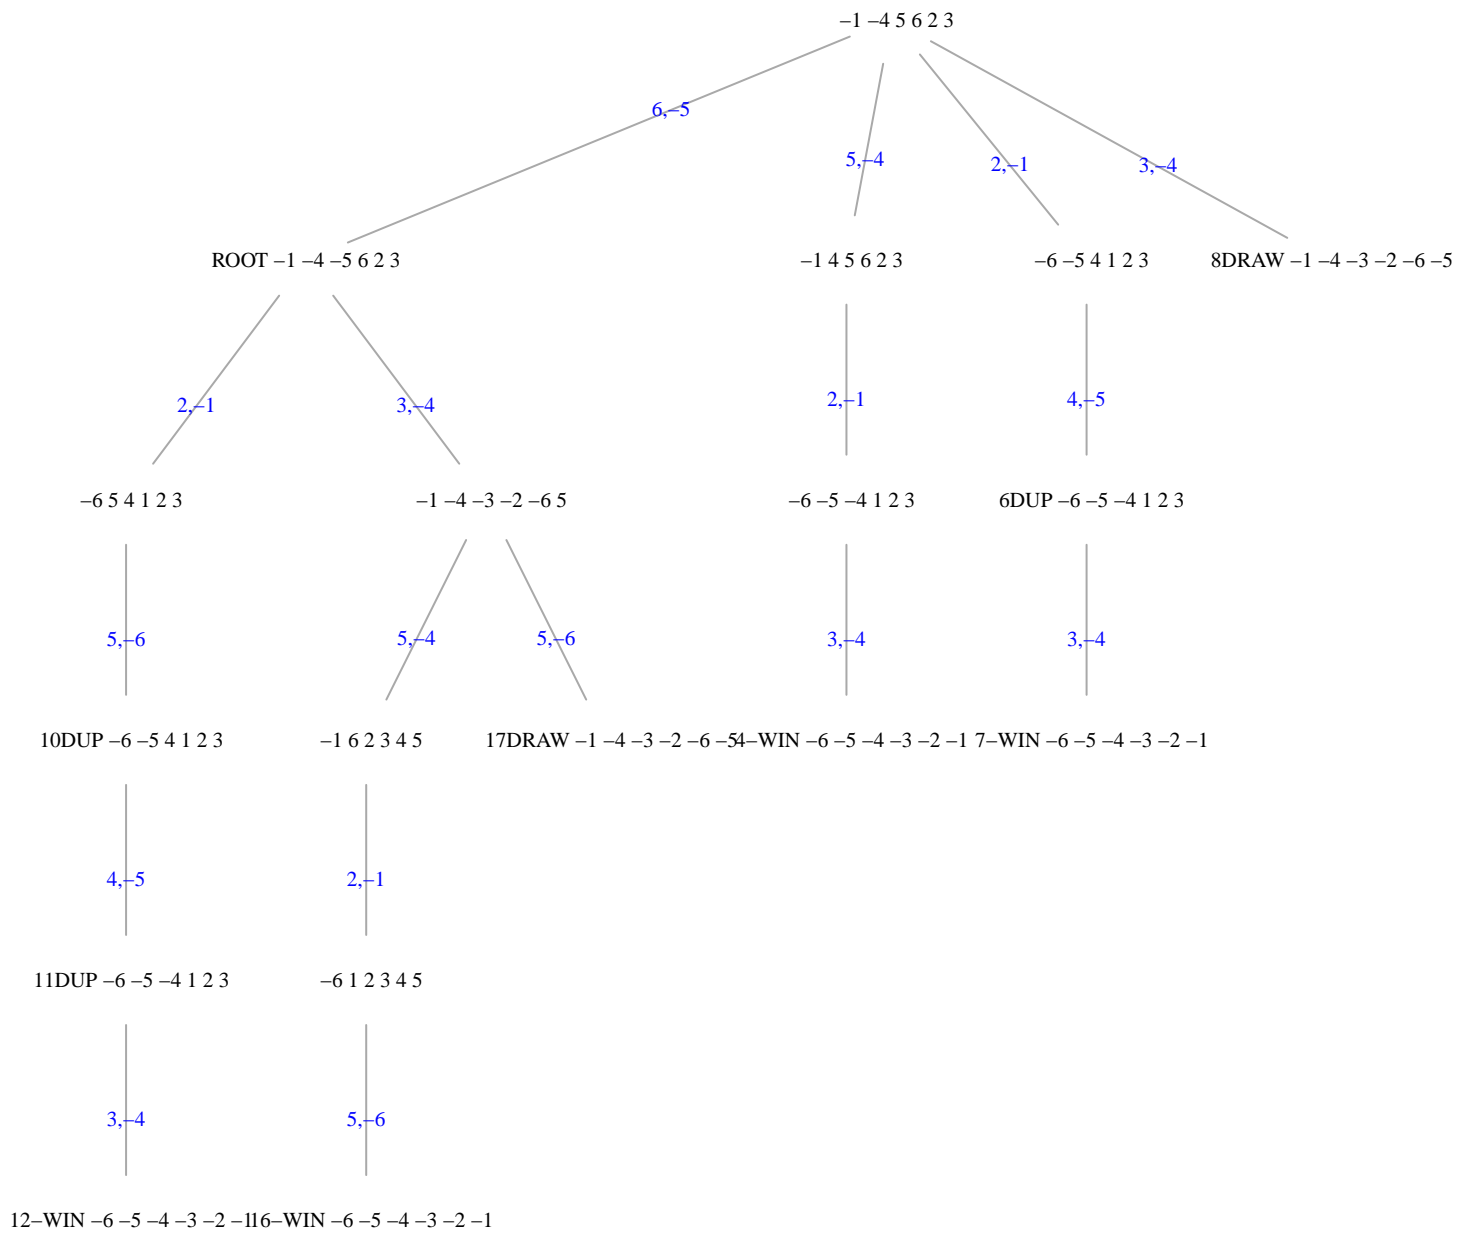 –1 –4 5 6 2 3
6,–5
5,–4
2,–1
3,–4
ROOT –1 –4 –5 6 2 3
–1 4 5 6 2 3
–6 –5 4 1 2 3
8DRAW –1 –4 –3 –2 –6 –5
2,–1
3,–4
2,–1
4,–5
–6 5 4 1 2 3
–1 –4 –3 –2 –6 5
–6 –5 –4 1 2 3
6DUP –6 –5 –4 1 2 3
5,–6
5,–4
5,–6
3,–4
3,–4
10DUP –6 –5 4 1 2 3
–1 6 2 3 4 5
17DRAW –1 –4 –3 –2 –6 –5
4–WIN –6 –5 –4 –3 –2 –1
7–WIN –6 –5 –4 –3 –2 –1
4,–5
2,–1
11DUP –6 –5 –4 1 2 3
–6 1 2 3 4 5
3,–4
5,–6
12–WIN –6 –5 –4 –3 –2 –1
16–WIN –6 –5 –4 –3 –2 –1